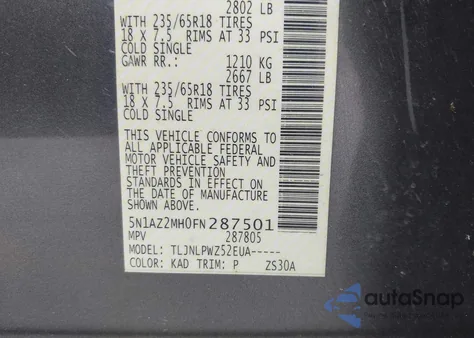 2802 LB
WITH 235/65R18 TIRES
18 X 7.5 RIMS AT 33 PSI
COLD SINGLE
GAWR RR.: 1210 KG
2667 LB
WITH 235/65R18 TIRES
18 X 7.5 RIMS AT 33 PSI
COLD SINGLE
THIS VEHICLE CONFORMS TO
ALL APPLICABLE FEDERAL
MOTOR VEHICLE SAFETY AND
THEFT PREVENTION
STANDARDS IN EFFECT ON
THE DATE OF MANUFACTURE
SHOWN ABOVE.
5N1AZ2MH0FN 287501
MPV 287805
MODEL: TLJNLPWZ52EUA-----
COLOR: KAD TRIM: P ZS30A
autoSnap